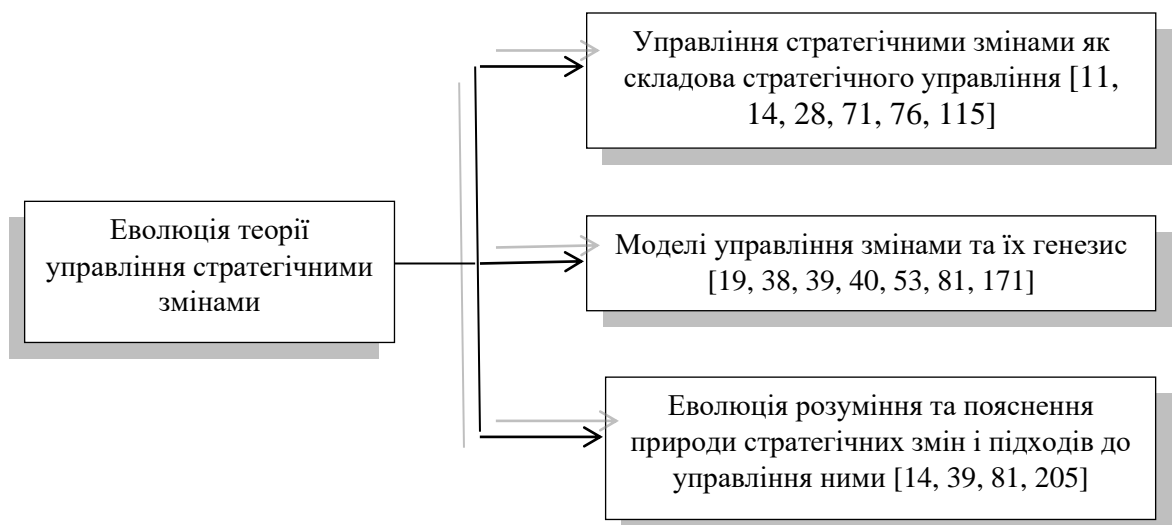 Управління стратегічними змінами як
складова стратегічного управління [11,
14, 28, 71, 76, 115]
Еволюція теорії
управління стратегічними
змінами
Моделі управління змінами та їх генезис
[19, 38, 39, 40, 53, 81, 171]
Еволюція розуміння та пояснення
природи стратегічних змін і підходів до
управління ними [14, 39, 81, 205]